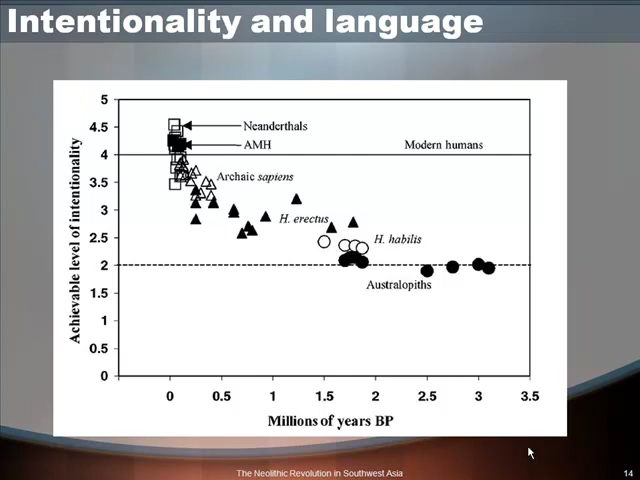 Intentionality and language
Achievable level of intentionality
5
4.5
4
3.5
3
2.5
2
1.5
1
0.5
0
Neanderthals
AMH
Modern humans
Archaic sapiens
H. erectus
H. habilis
Australopiths
0 0.5 1 1.5 2 2.5 3 3.5
Millions of years BP
The Neolithic Revolution in Southwest Asia
14